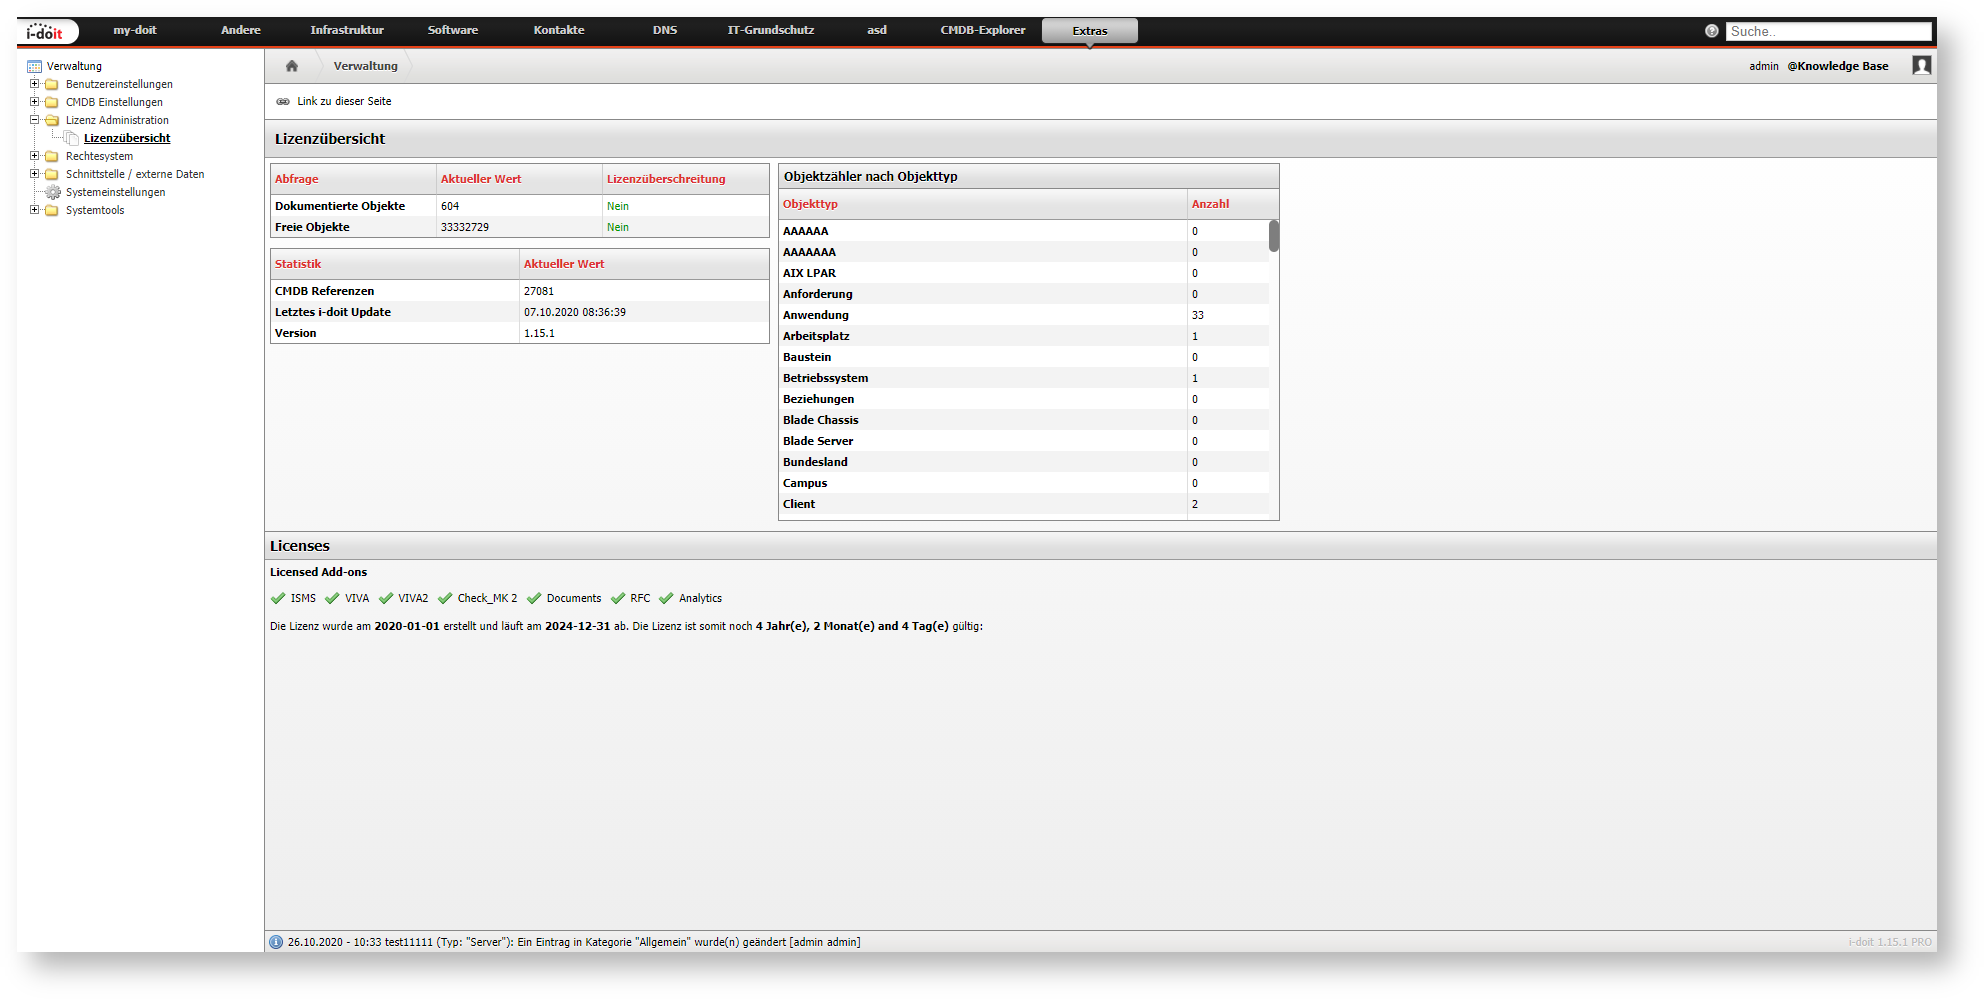 i-doit my-doit Andere Infrastruktur Software Kontakte DNS IT-Grundschutz asd CMDB-Explorer Extras Suche..
Verwaltung
Benutzereinstellungen
CMDB Einstellungen
Lizenz Administration
Lizenzübersicht
Rechtesystem
Schnittstelle / externe Daten
Systemeinstellungen
Systemtools
Verwaltung admin @Knowledge Base
Link zu dieser Seite
Lizenzübersicht
Abfrage Aktueller Wert Lizenzüberschreitung
Dokumentierte Objekte 604 Nein
Freie Objekte 33332729 Nein
Statistik Aktueller Wert
CMDB Referenzen 27081
Letztes i-doit Update 07.10.2020 08:36:39
Version 1.15.1
Objektzähler nach Objekttyp
Objekttyp Anzahl
AAAAAA 0
AAAAAAA 0
AIX LPAR 0
Anforderung 0
Anwendung 33
Arbeitsplatz 1
Baustein 0
Betriebssystem 1
Beziehungen 0
Blade Chassis 0
Blade Server 0
Bundesland 0
Campus 0
Client 2
Licenses
Licensed Add-ons
ISMS VIVA VIVA2 Check_MK 2 Documents RFC Analytics
Die Lizenz wurde am 2020-01-01 erstellt und läuft am 2024-12-31 ab. Die Lizenz ist somit noch 4 Jahr(e), 2 Monat(e) and 4 Tag(e) gültig:
26.10.2020 - 10:33 test11111 (Typ: "Server"): Ein Eintrag in Kategorie "Allgemein" wurde(n) geändert [admin admin]
i-doit 1.15.1 PRO